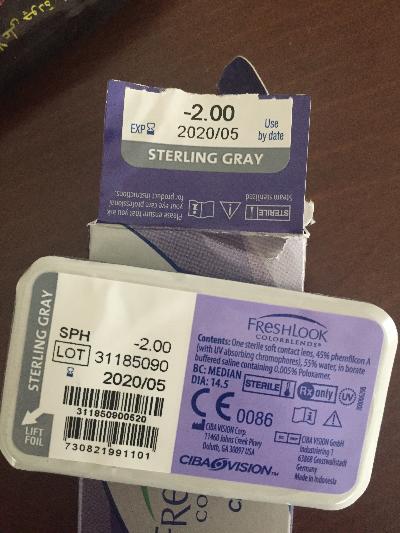 -2.00
EXP
2020/05
Use
by date
STERLING GRAY
Steam sterilized
STERILE
Please ensure that you ask
your eye care professional
for product instructions.
STERLING GRAY
LIFT
FOIL
SPH -2.00
LOT 31185090
2020/05
311850900520
730821991101
FRESHLOOK
COLORBLENDS®
Contents: One sterile soft contact lens, 45% phemfilcon A
(with UV absorbing chromophores), 55% water, in borate
buffered saline containing 0.005% Poloxamer.
BC: MEDIAN
DIA: 14.5
STERILE
Rx only
UV
CE 0086
CIBA VISION Corp.
11460 Johns Creek Pkwy
Duluth, GA 30097 USA
CIBA VISION GmbH
Industriering 1
63868 Grosswallstadt
Germany
Made in Indonesia
CIBA VISION™